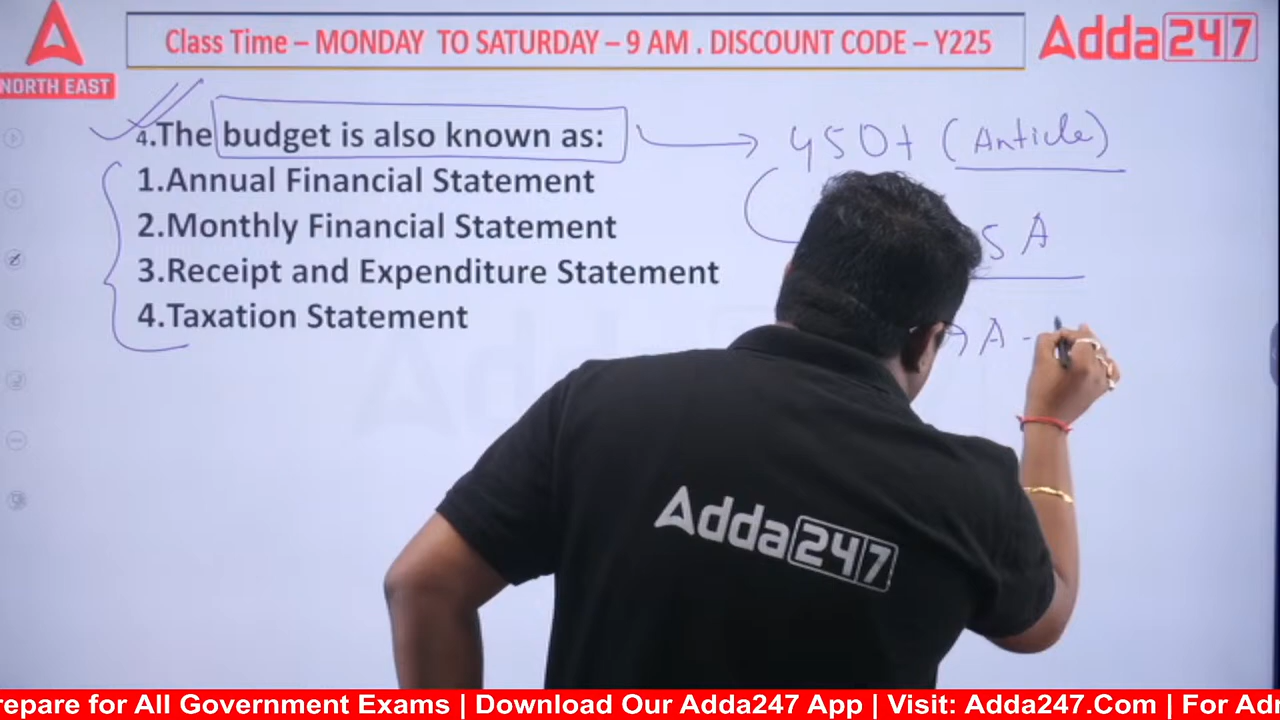 Class Time – MONDAY TO SATURDAY – 9 AM . DISCOUNT CODE – Y225
Adda247
NORTH EAST
4.The budget is also known as:
450+ (Article)
1.Annual Financial Statement
2.Monthly Financial Statement
5 A
3.Receipt and Expenditure Statement
4.Taxation Statement
A -
Adda247
repare for All Government Exams | Download Our Adda247 App | Visit: Adda247.Com | For Ad